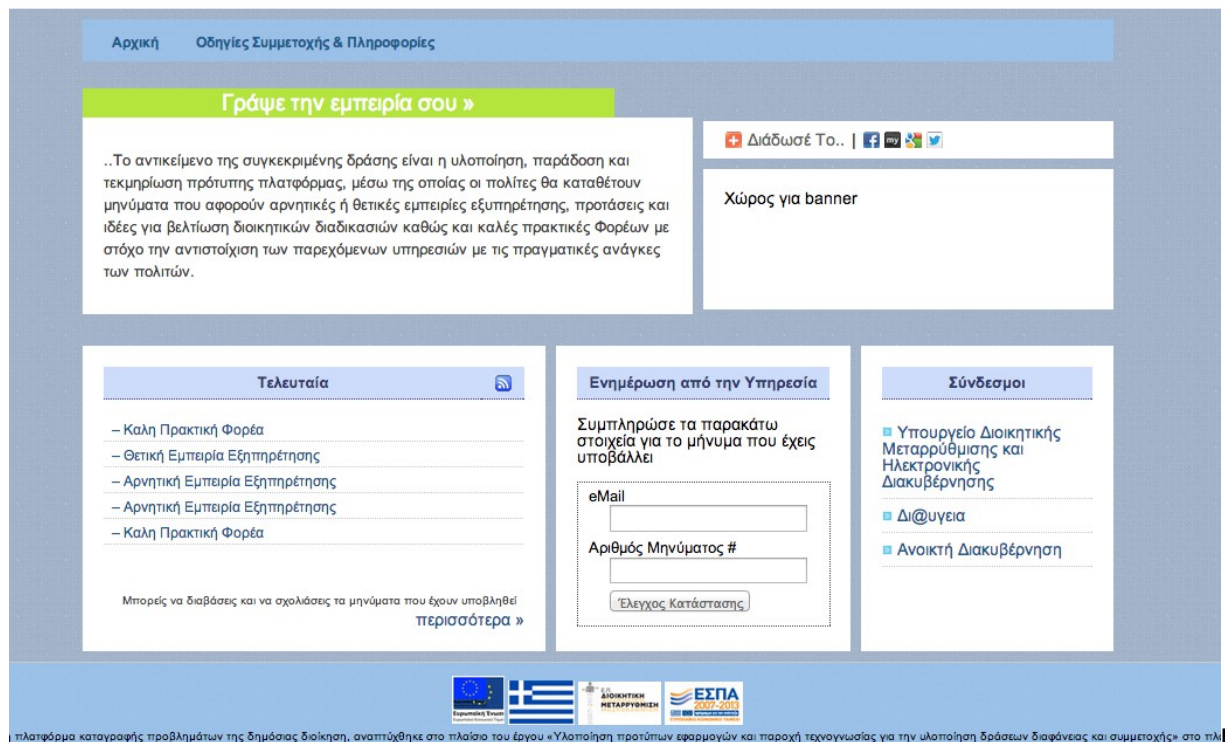 Αρχική Οδηγίες Συμμετοχής & Πληροφορίες
Γράψε την εμπειρία σου »
..Το αντικείμενο της συγκεκριμένης δράσης είναι η υλοποίηση, παράδοση και
τεκμηρίωση πρότυπης πλατφόρμας, μέσω της οποίας οι πολίτες θα καταθέτουν
μηνύματα που αφορούν αρνητικές ή θετικές εμπειρίες εξυπηρέτησης, προτάσεις και
ιδέες για βελτίωση διοικητικών διαδικασιών καθώς και καλές πρακτικές Φορέων με
στόχο την αντιστοίχιση των παρεχόμενων υπηρεσιών με τις πραγματικές ανάγκες
των πολιτών.
Διάδωσέ Το.. |
my
Χώρος για banner
Τελευταία
– Καλη Πρακτική Φορέα
– Θετική Εμπειρία Εξηπηρέτησης
– Αρνητική Εμπειρία Εξηπηρέτησης
– Αρνητική Εμπειρία Εξηπηρέτησης
– Καλη Πρακτική Φορέα
Μπορείς να διαβάσεις και να σχολιάσεις τα μηνύματα που έχουν υποβληθεί
περισσότερα »
Ενημέρωση από την Υπηρεσία
Συμπληρώσε τα παρακάτω
στοιχεία για το μήνυμα που έχεις
υποβάλλει
eMail
Αριθμός Μηνύματος #
Έλεγχος Κατάστασης
Σύνδεσμοι
Υπουργείο Διοικητικής
Μεταρρύθμισης και
Ηλεκτρονικής
Διακυβέρνησης
Δι@υγεια
Ανοικτή Διακυβέρνηση
Ευρωπαϊκή Ένωση
ΔΙΟΙΚΗΤΙΚΗ
ΜΕΤΑΡΡΥΘΜΙΣΗ
ΕΣΠΑ
2007-2013
πλατφόρμα καταγραφής προβλημάτων της δημόσιας διοίκηση, αναπτύχθηκε στο πλαίσιο του έργου «Υλοποίηση προτύπων εφαρμογών και παροχή τεχνογνωσίας για την υλοποίηση δράσεων διαφάνειας και συμμετοχής» στο